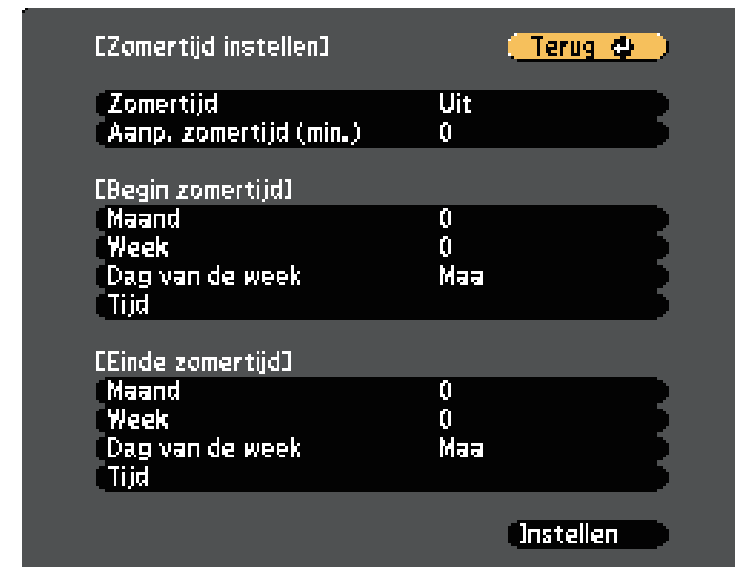 [Zomertijd instellen]
Terug
Zomertijd Uit
Aanp. zomertijd (min.) 0
[Begin zomertijd]
Maand 0
Week 0
Dag van de week Maa
Tijd
[Einde zomertijd]
Maand 0
Week 0
Dag van de week Maa
Tijd
Instellen